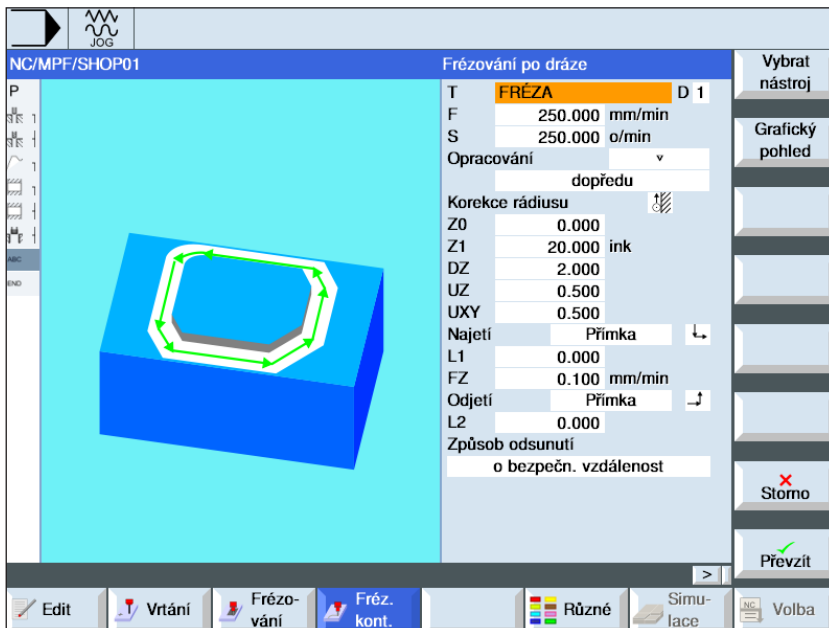 JOG
NC/MPF/SHOP01
Frézování po dráze
P
T FRÉZA D 1
F 250.000 mm/min
S 250.000 o/min
Opracování ▿
dopředu
Korekce rádiusu
Z0 0.000
Z1 20.000 ink
DZ 2.000
UZ 0.500
UXY 0.500
Najetí Přímka
L1 0.000
FZ 0.100 mm/min
Odjetí Přímka
L2 0.000
Způsob odsunutí
o bezpečn. vzdálenost
ABC
END
Vybrat
nástroj
Grafický
pohled
Storno
Převzít
>
Edit
Vrtání
Frézo-
vání
Fréz.
kont.
Různé
Simu-
lace
NC
Volba